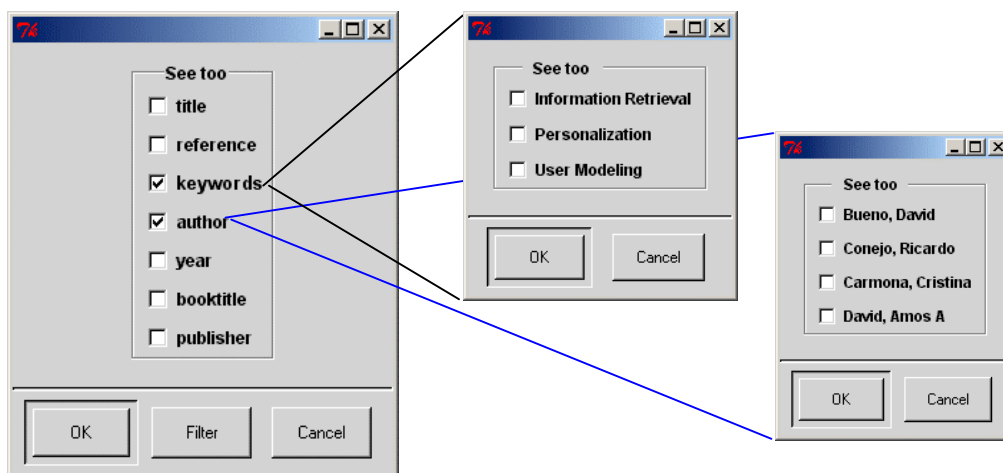 See too
title
reference
keywords
author
year
booktitle
publisher
OK Filter Cancel
See too
Information Retrieval
Personalization
User Modeling
OK Cancel
See too
Bueno, David
Conejo, Ricardo
Carmona, Cristina
David, Amos A
OK Cancel